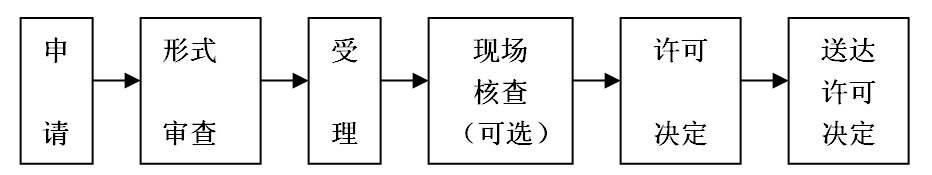 申
请
形式
审查
受
理
现场
核查
（可选）
许可
决定
送达
许可
决定